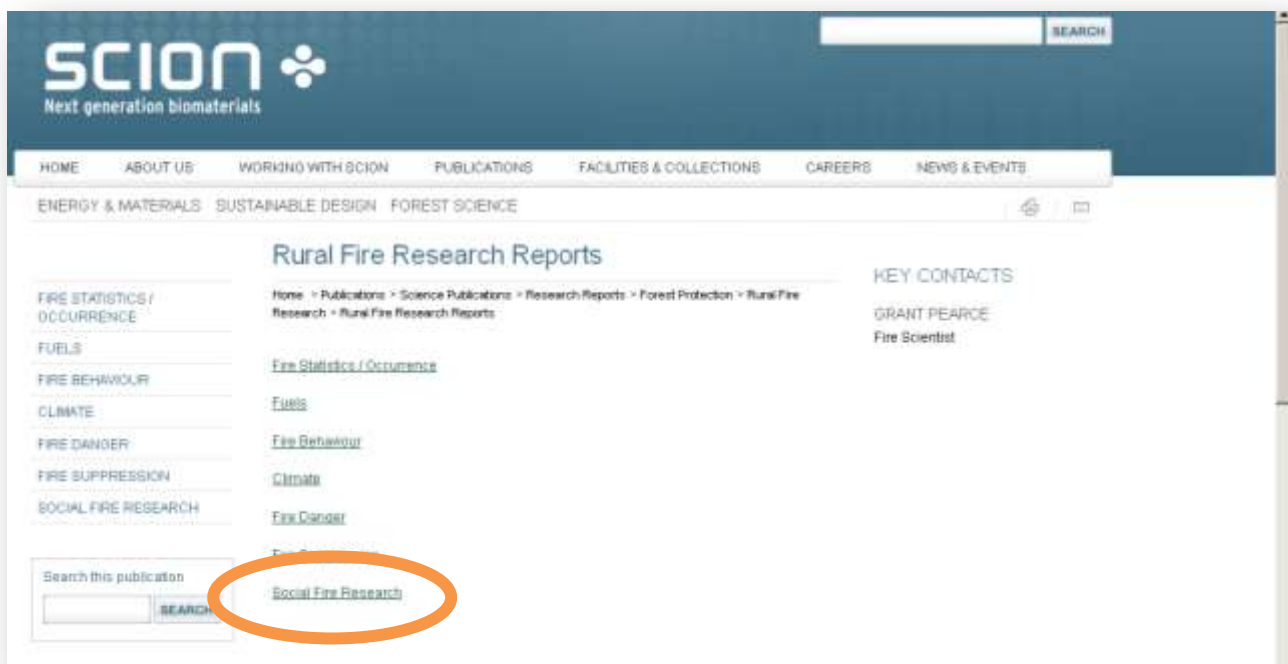 SEARCH
SCION
Next generation biomaterials
HOME ABOUT US WORKING WITH SCION PUBLICATIONS FACILITIES & COLLECTIONS CAREERS NEWS & EVENTS
ENERGY & MATERIALS SUSTAINABLE DESIGN FOREST SCIENCE
FIRE STATISTICS /
OCCURRENCE
FUELS
FIRE BEHAVIOUR
CLIMATE
FIRE DANGER
FIRE SUPPRESSION
SOCIAL FIRE RESEARCH
Search this publication
SEARCH
Rural Fire Research Reports
Home > Publications > Science Publications > Research Reports > Forest Protection > Rural Fire
Research > Rural Fire Research Reports
Fire Statistics / Occurrence
Fuels
Fire Behaviour
Climate
Fire Danger
Social Fire Research
KEY CONTACTS
GRANT PEARCE
Fire Scientist